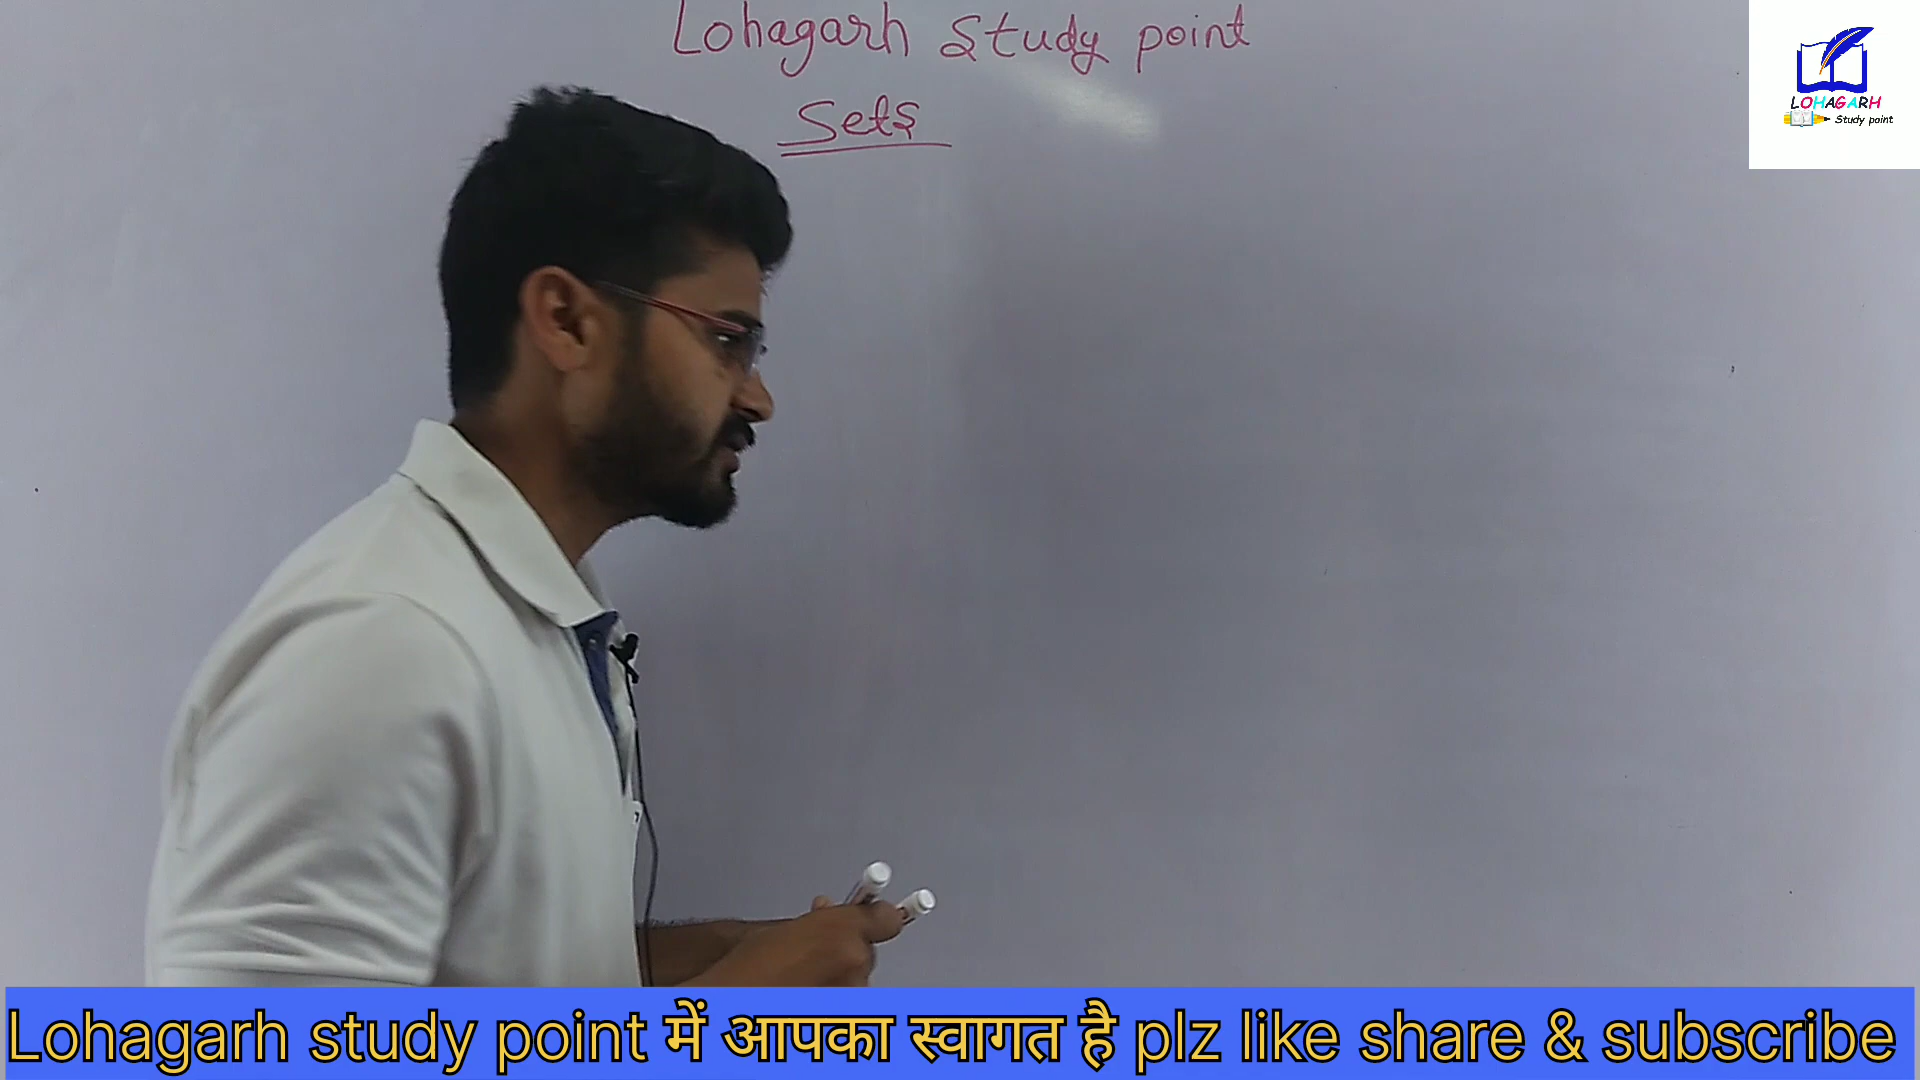 Lohagarh Study point
Sets
LOHAGARH
Study point
Lohagarh study point में आपका स्वागत है plz like share & subscribe